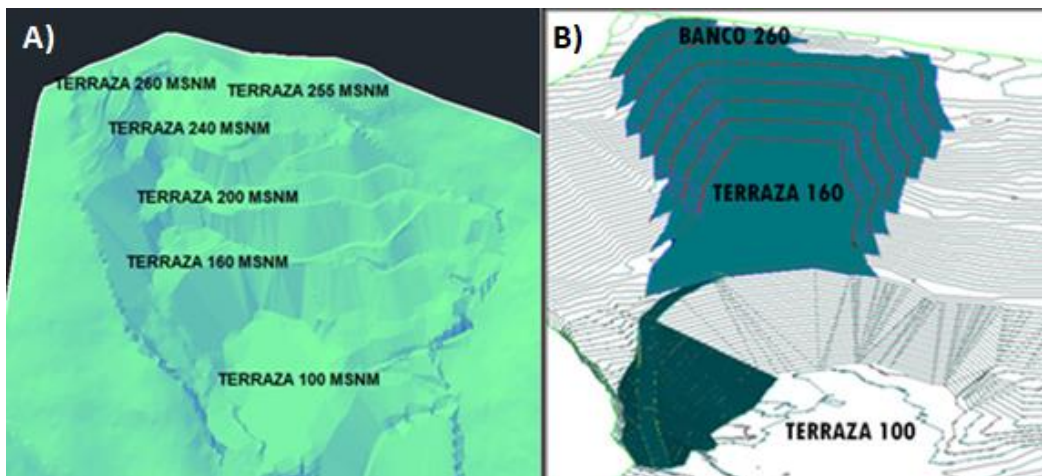 A)
TERRAZA 260 MSNM
TERRAZA 255 MSNM
TERRAZA 240 MSNM
TERRAZA 200 MSNM
TERRAZA 160 MSNM
TERRAZA 100 MSNM
B)
BANCO 260
TERRAZA 160
TERRAZA 100